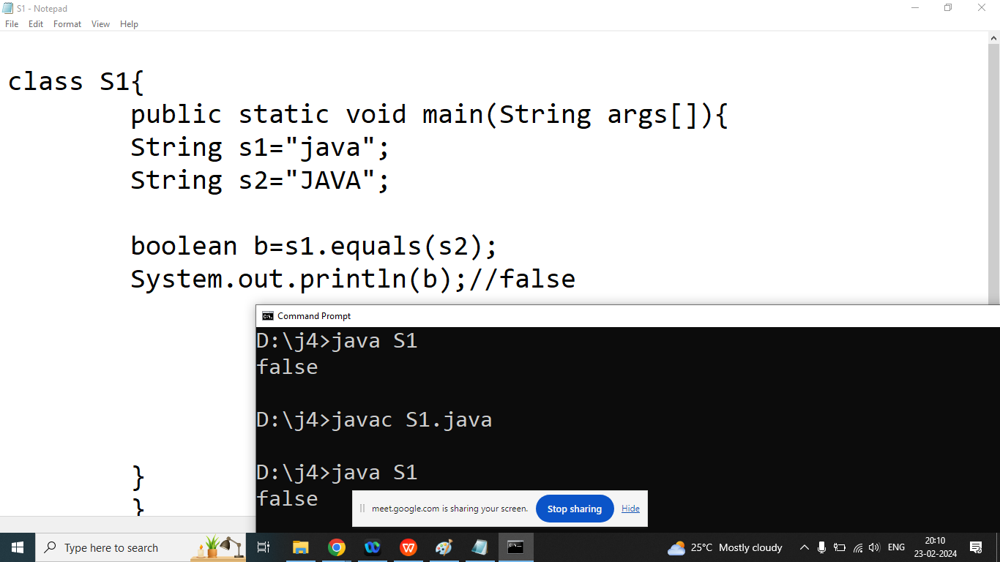 S1 - Notepad
File Edit Format View Help
class S1{
public static void main(String args[]){
String s1="java";
String s2="JAVA";
boolean b=s1.equals(s2);
System.out.println(b);//false
}
}
Command Prompt
D:\j4>java S1
false
D:\j4>javac S1.java
D:\j4>java S1
false
meet.google.com is sharing your screen. Stop sharing Hide
Type here to search
25°C Mostly cloudy
ENG
20:10
23-02-2024